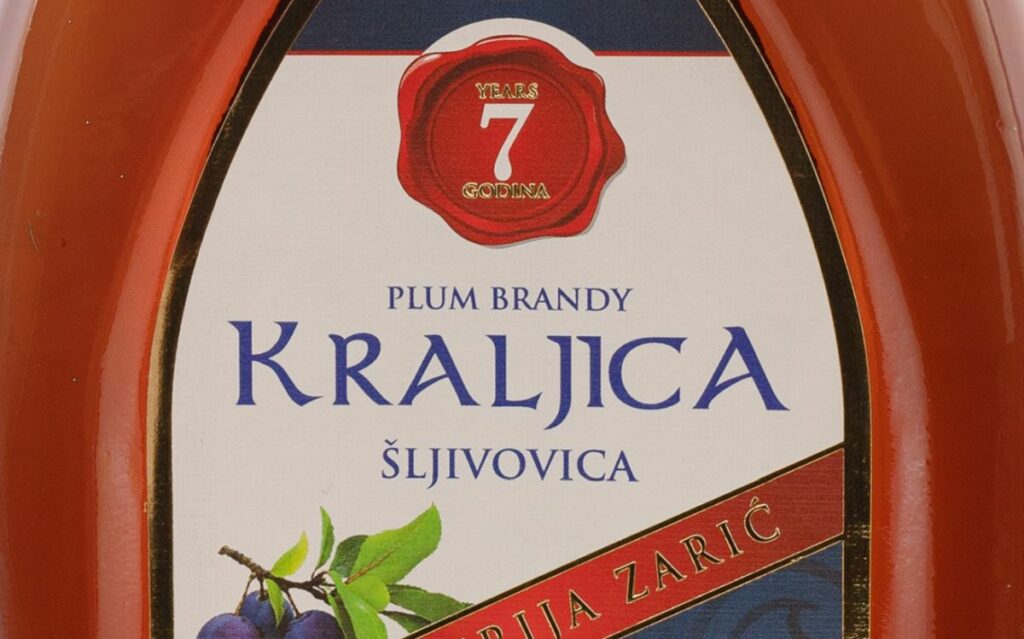 YEARS
7
GODINA
PLUM BRANDY
KRALJICA
ŠLJIVOVICA
ZARIĆ